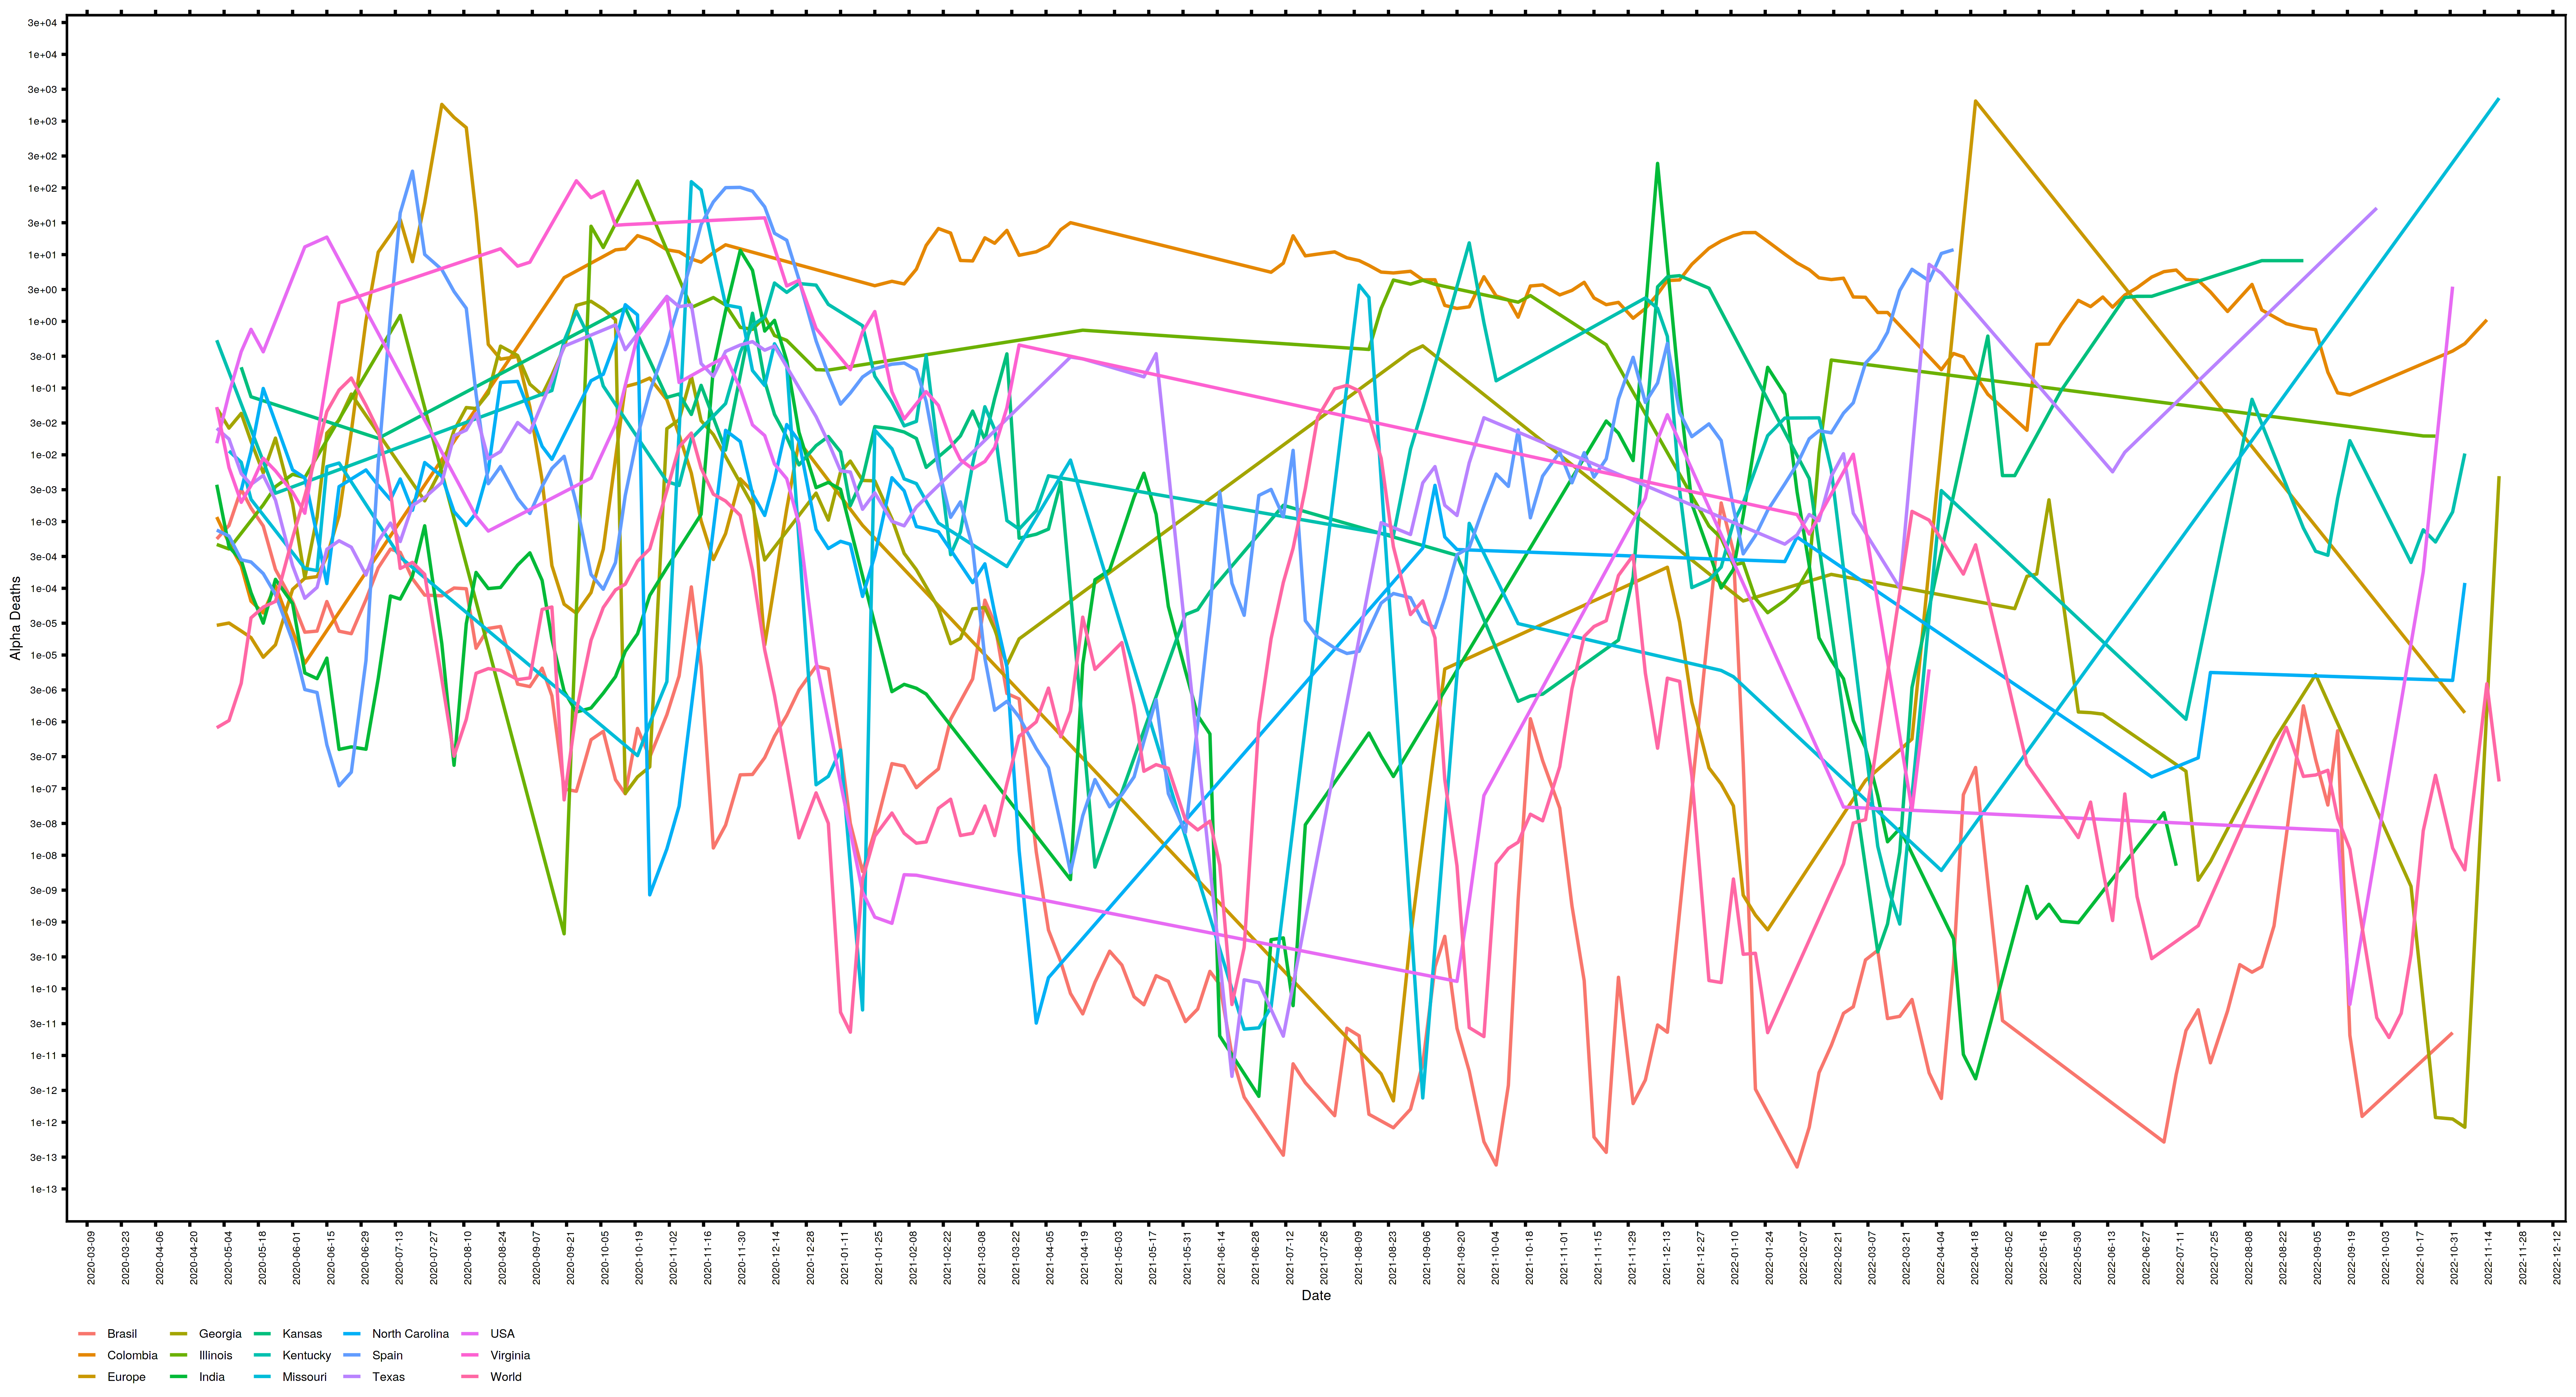 3e+04
1e+04
3e+03
1e+03
3e+02
1e+02
3e+01
1e+01
3e+00
1e+00
3e-01
1e-01
3e-02
1e-02
3e-03
1e-03
3e-04
1e-04
3e-05
1e-05
3e-06
1e-06
3e-07
1e-07
3e-08
1e-08
3e-09
1e-09
3e-10
1e-10
3e-11
1e-11
3e-12
1e-12
3e-13
1e-13
Alpha Deaths
2020-03-09
2020-03-23
2020-04-06
2020-04-20
2020-05-04
2020-05-18
2020-06-01
2020-06-15
2020-06-29
2020-07-13
2020-07-27
2020-08-10
2020-08-24
2020-09-07
2020-09-21
2020-10-05
2020-10-19
2020-11-02
2020-11-16
2020-11-30
2020-12-14
2020-12-28
2021-01-11
2021-01-25
2021-02-08
2021-02-22
2021-03-08
2021-03-22
2021-04-05
2021-04-19
2021-05-03
2021-05-17
2021-05-31
2021-06-14
2021-06-28
2021-07-12
2021-07-26
2021-08-09
2021-08-23
2021-09-06
2021-09-20
2021-10-04
2021-10-18
2021-11-01
2021-11-15
2021-11-29
2021-12-13
2021-12-27
2022-01-10
2022-01-24
2022-02-07
2022-02-21
2022-03-07
2022-03-21
2022-04-04
2022-04-18
2022-05-02
2022-05-16
2022-05-30
2022-06-13
2022-06-27
2022-07-11
2022-07-25
2022-08-08
2022-08-22
2022-09-05
2022-09-19
2022-10-03
2022-10-17
2022-10-31
2022-11-14
2022-11-28
2022-12-12
Date
Brasil Georgia Kansas North Carolina USA
Colombia Illinois Kentucky Spain Virginia
Europe India Missouri Texas World